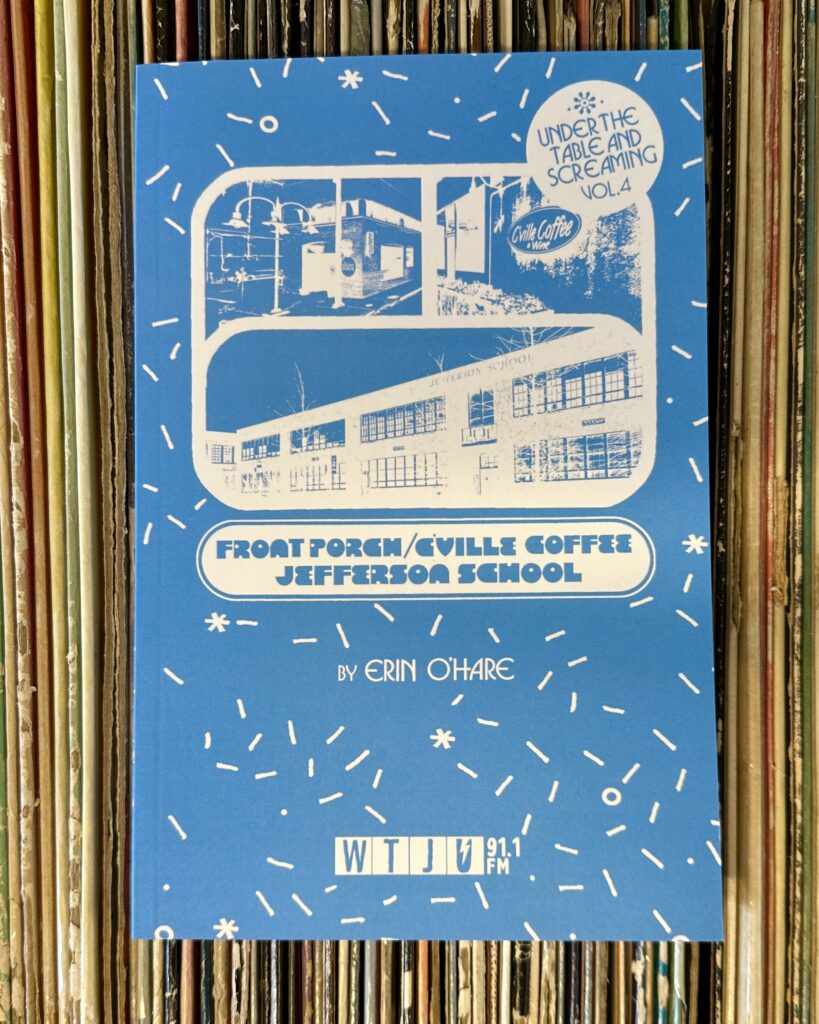 UNDER THE
TABLE AND
SCREAMING
VOL.4
Cville Coffee
& Wine
JEFFERSON SCHOOL
FRONT PORCH/CVILLE COFFEE
JEFFERSON SCHOOL
BY ERIN O'HARE
WTJU 91.1
FM